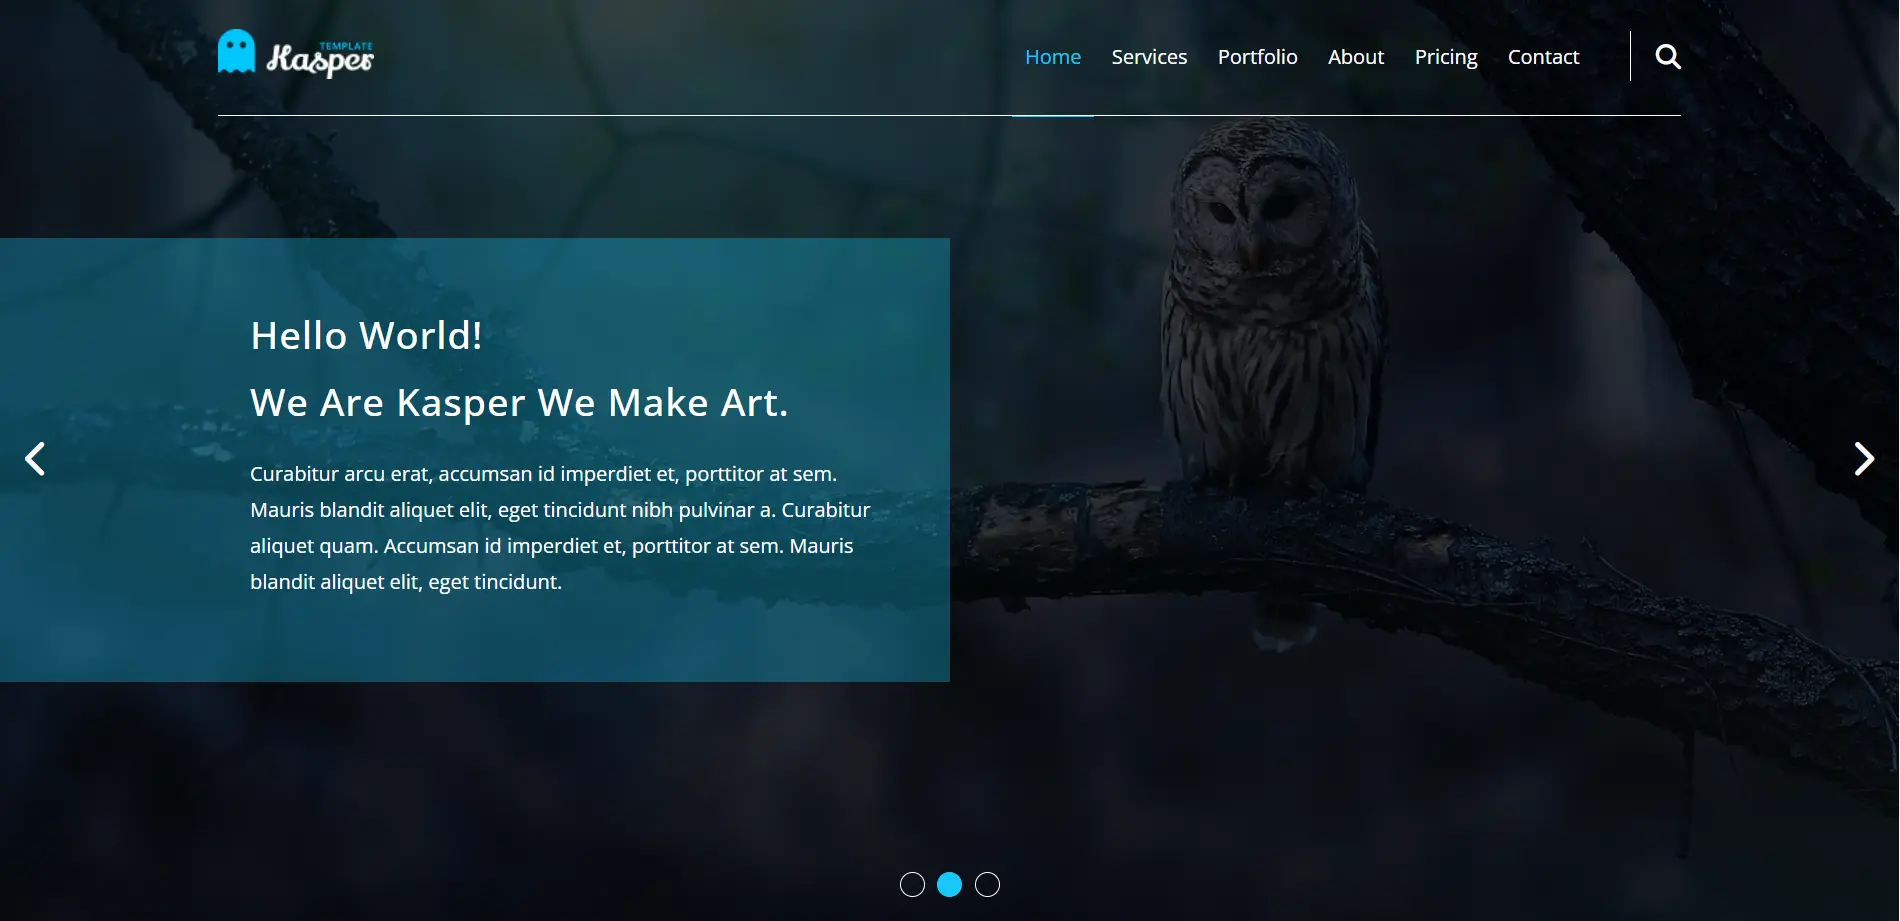 TEMPLATE
Kasper
Home Services Portfolio About Pricing Contact
Hello World!
We Are Kasper We Make Art.
Curabitur arcu erat, accumsan id imperdiet et, porttitor at sem.
Mauris blandit aliquet elit, eget tincidunt nibh pulvinar a. Curabitur
aliquet quam. Accumsan id imperdiet et, porttitor at sem. Mauris
blandit aliquet elit, eget tincidunt.